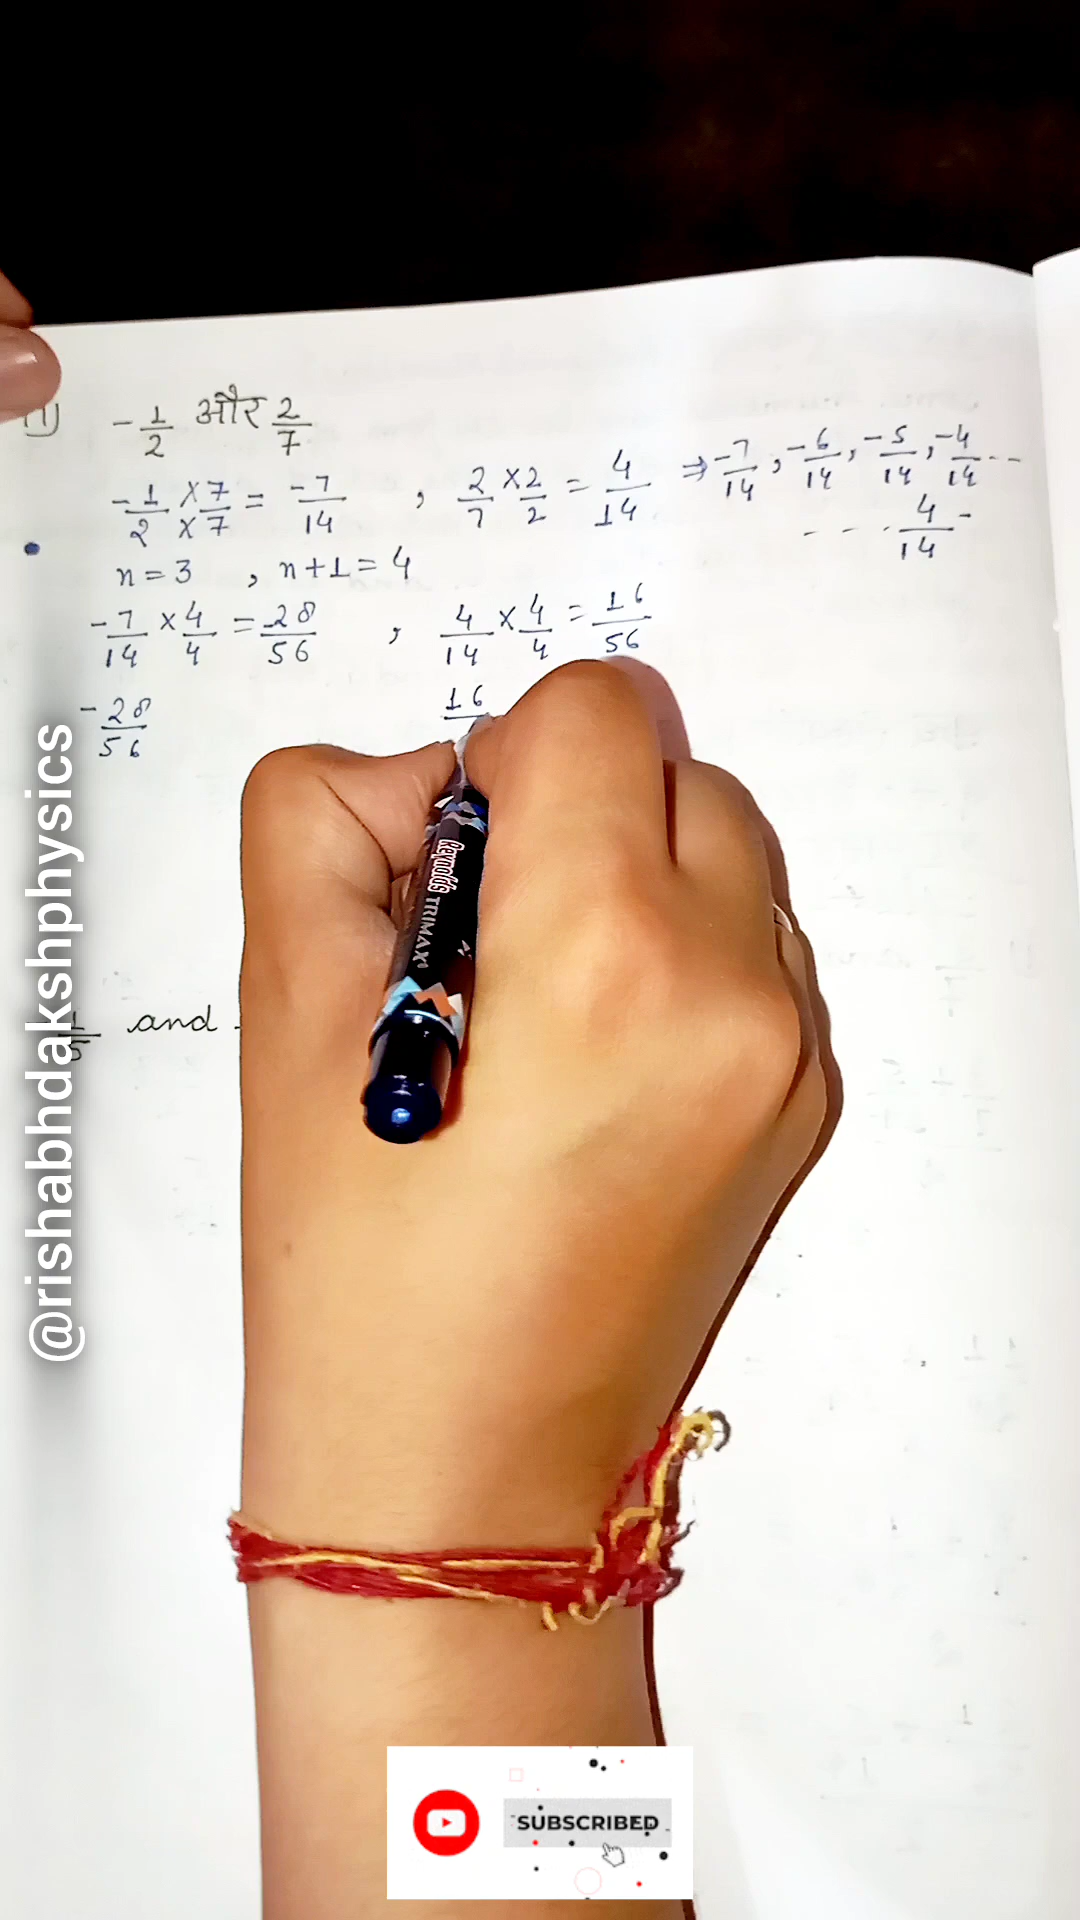 (1) -1/2 और 2/7
-1/2 × 7/7 = -7/14 , 2/7 × 2/2 = 4/14 ⇒ -7/14, -6/14, -5/14, -4/14 --
- - - 4/14 -
n = 3 , n+1 = 4
-7/14 × 4/4 = -28/56 , 4/14 × 4/4 = 16/56
-28/56 16
1/5 and -
Reynolds TRIMAX
@rishabhdakshphysics
SUBSCRIBED